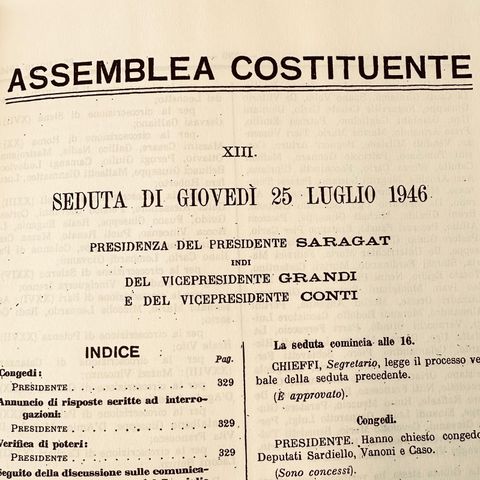 ASSEMBLEA COSTITUENTE
XIII.
SEDUTA DI GIOVEDÌ 25 LUGLIO 1946
PRESIDENZA DEL PRESIDENTE SARAGAT
INDI
DEL VICEPRESIDENTE GRANDI
E DEL VICEPRESIDENTE CONTI
INDICE
Pag.
Congedi:
PRESIDENTE . . . . . . . . . . . . 329
Annuncio di risposte scritte ad interro-
gazioni:
PRESIDENTE . . . . . . . . . . . . 329
Verifica di poteri:
PRESIDENTE . . . . . . . . . . . . 329
Seguito della discussione sulle comunica-
La seduta comincia alle 16.
CHIEFFI, Segretario, legge il processo ver
bale della seduta precedente.
(È approvato).
Congedi.
PRESIDENTE. Hanno chiesto congedo
Deputati Sardiello, Vanoni e Caso.
(Sono concessi).